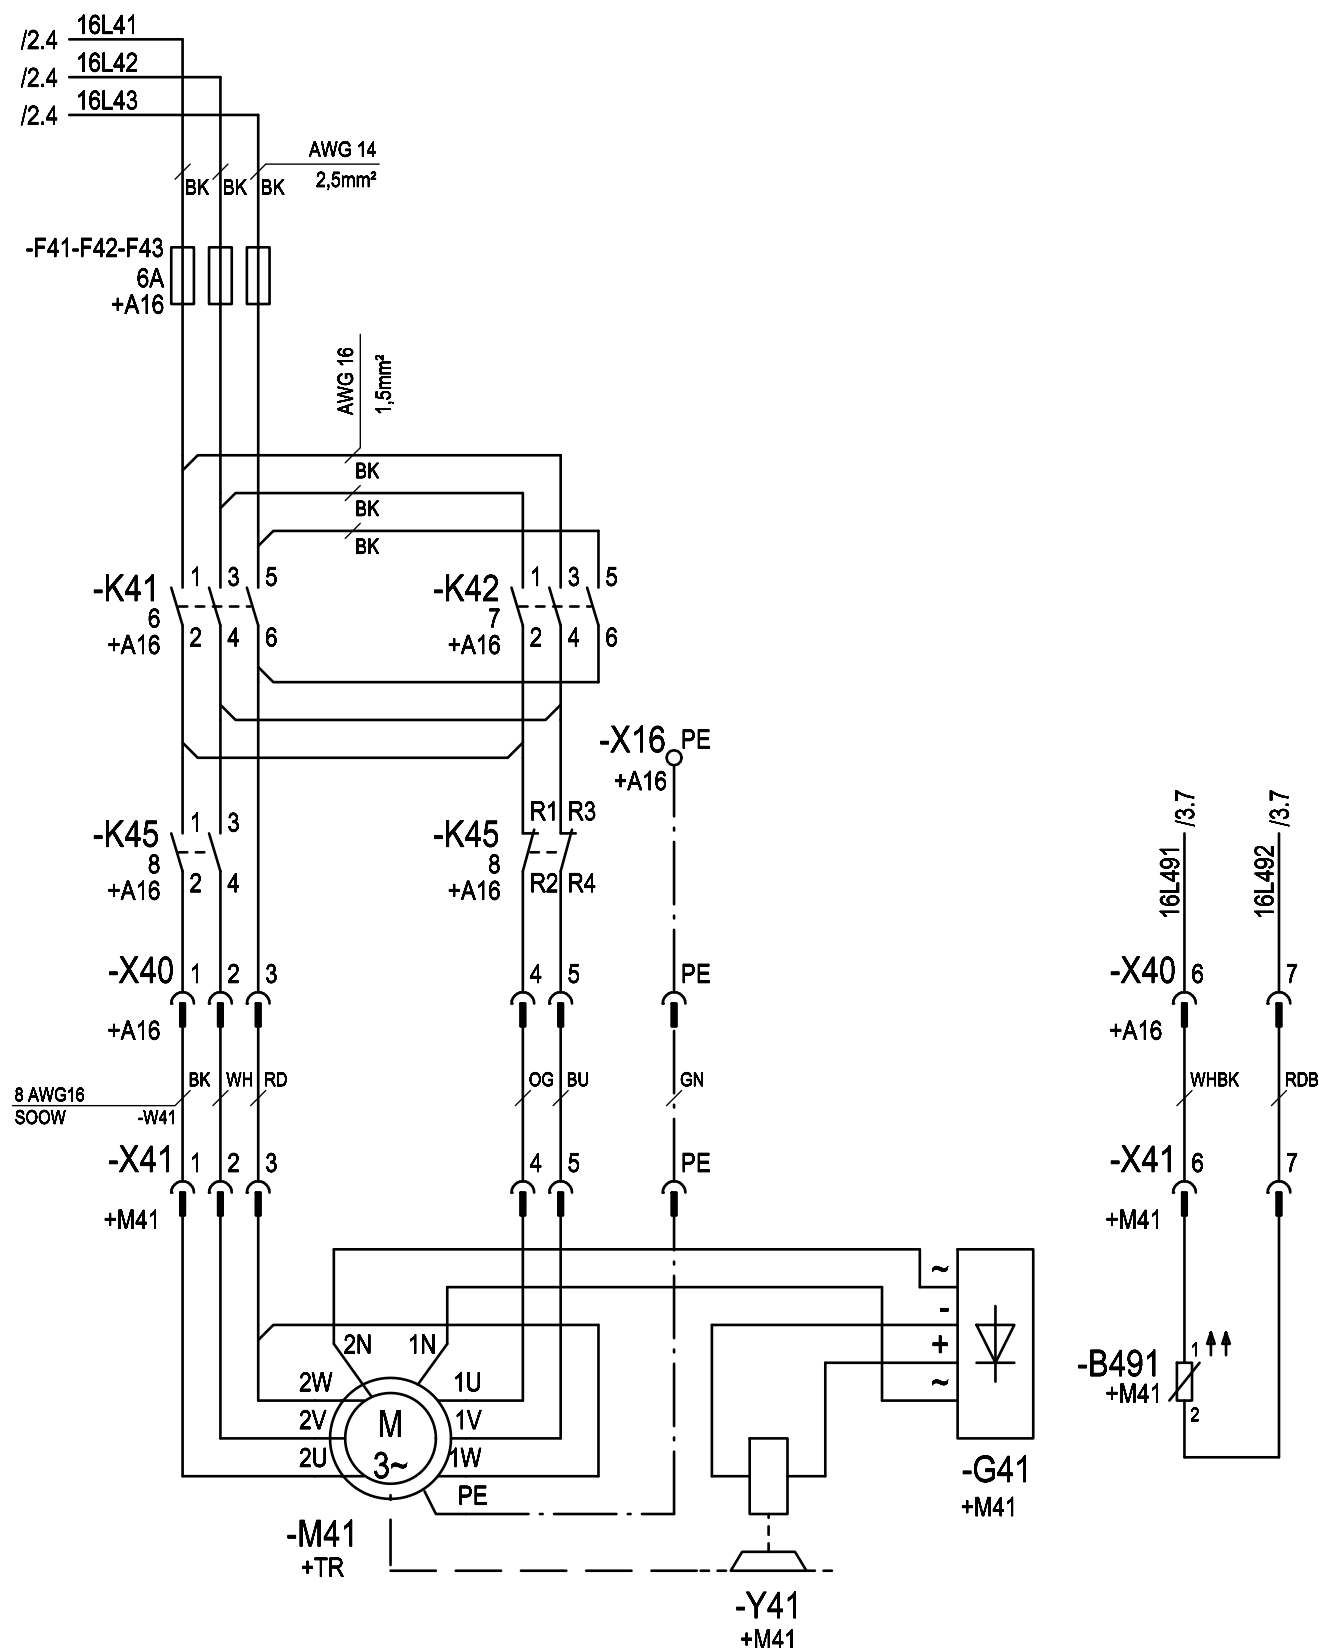 16L41
/2.4
16L42
/2.4
16L43
/2.4
AWG 14
2,5mm²
BK BK BK
-F41-F42-F43
6A
+A16
AWG 16
1,5mm²
BK
BK
BK
1 3 5
-K41
6
+A16
2 4 6
1 3 5
-K42
7
+A16
2 4 6
-X16 PE
+A16
1 3
-K45
8
+A16
2 4
R1 R3
-K45
8
+A16
R2 R4
/3.7 /3.7
16L491 16L492
-X40 1 2 3 4 5 PE
+A16
-X40 6 7
+A16
8 AWG16
SOOW -W41
BK WH RD OG BU GN
WHBK RDB
-X41 1 2 3 4 5 PE
+M41
-X41 6 7
+M41
~
-
+
~
2N 1N
2W 1U
2V M 1V
2U 3~ 1W
PE
-M41
+TR
-G41
+M41
-Y41
+M41
1
-B491
+M41
2